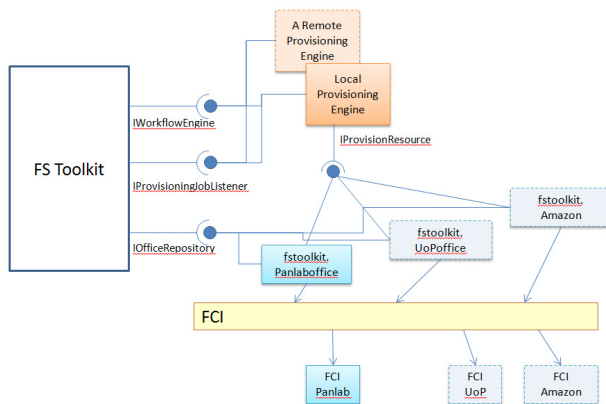 A Remote
Provisioning
Engine
Local
Provisioning
Engine
IWorkflowEngine
IProvisionResource
FS Toolkit
IProvisioningJobListener
fstoolkit.
Amazon
IOfficeRepository
fstoolkit.
UoPoffice
fstoolkit.
Panlaboffice
FCI
FCI
Panlab
FCI
UoP
FCI
Amazon